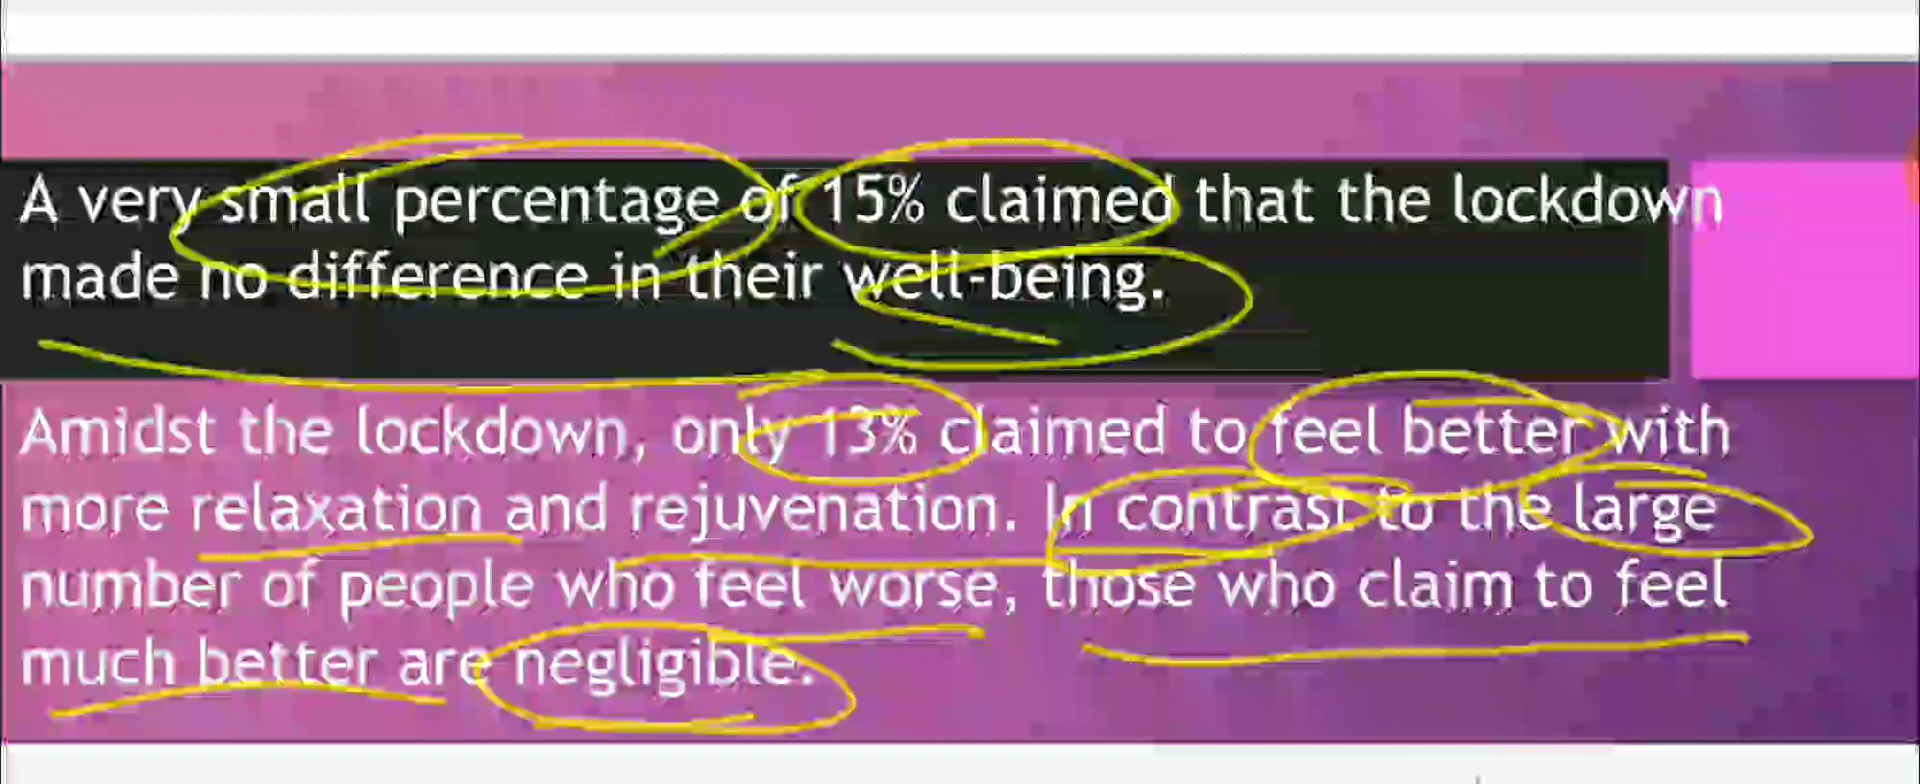 A very small percentage of 15% claimed that the lockdown
made no difference in their well-being.
Amidst the lockdown, only 13% claimed to feel better with
more relaxation and rejuvenation. In contrast to the large
number of people who feel worse, those who claim to feel
much better are negligible.